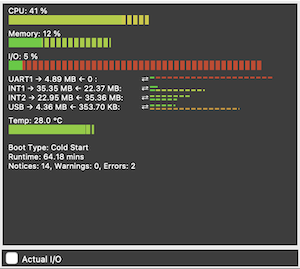 CPU: 41 %
Memory: 12 %
I/O: 5 %
UART1 → 4.89 MB ← 0 : ⇄
INT1 → 35.35 MB ← 22.37 MB: ⇄
INT2 → 22.95 MB ← 35.36 MB: ⇄
USB → 4.36 MB ← 353.70 KB: ⇄
Temp: 28.0 °C
Boot Type: Cold Start
Runtime: 64.18 mins
Notices: 14, Warnings: 0, Errors: 2
Actual I/O